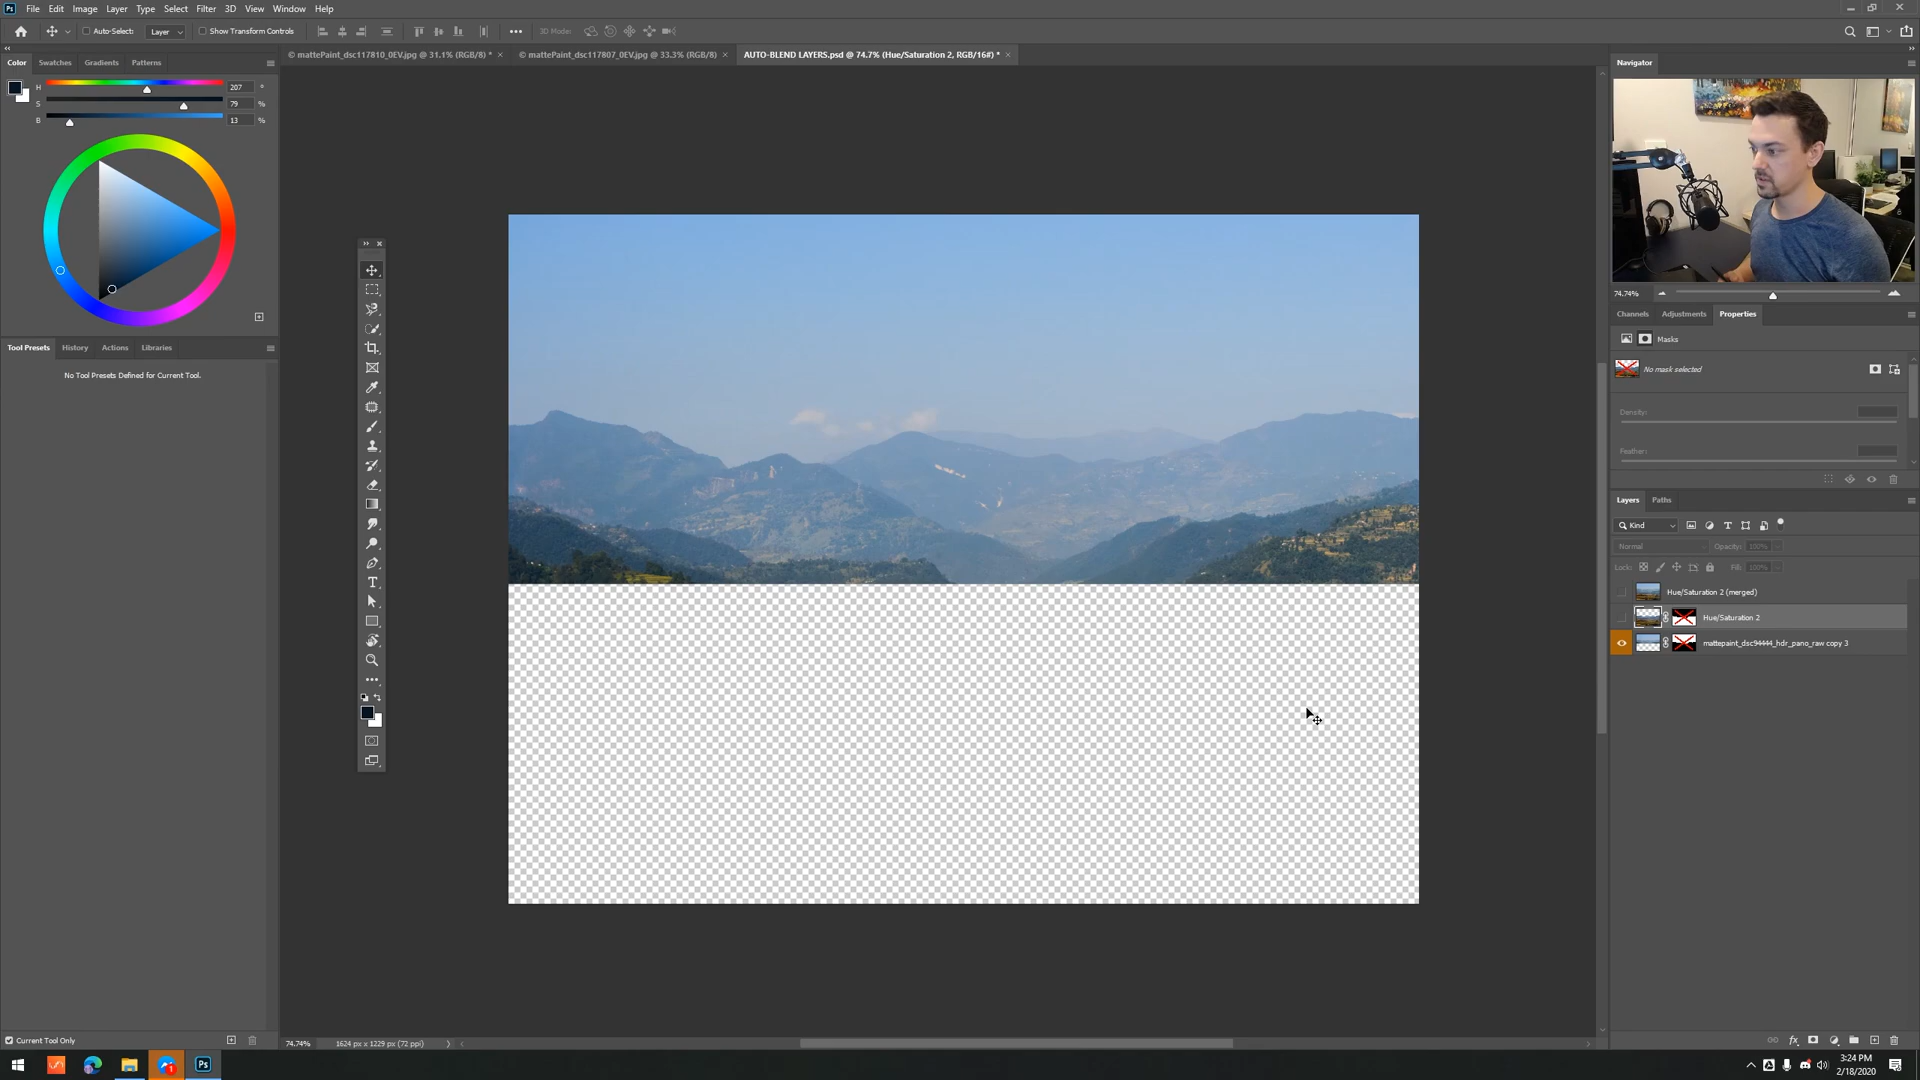 Ps File Edit Image Layer Type Select Filter 3D View Window Help
Auto-Select: Layer Show Transform Controls 3D Mode:
Color Swatches Gradients Patterns
© mattePaint_dsc117810_0EV.jpg @ 31.1% (RGB/8) *
© mattePaint_dsc117807_0EV.jpg @ 33.3% (RGB/8)
AUTO-BLEND LAYERS.psd @ 74.7% (Hue/Saturation 2, RGB/16#) *
Navigator
H 207 °
S 79 %
B 13 %
74.74%
Channels Adjustments Properties
Masks
No mask selected
Density:
Feather:
Tool Presets History Actions Libraries
No Tool Presets Defined for Current Tool.
Layers Paths
Kind
Normal Opacity: 100%
Lock: Fill: 100%
Hue/Saturation 2 (merged)
Hue/Saturation 2
mattepaint_dsc94444_hdr_pano_raw copy 3
Current Tool Only
74.74% 1624 px x 1229 px (72 ppi)
1
Ps
3:24 PM
2/18/2020